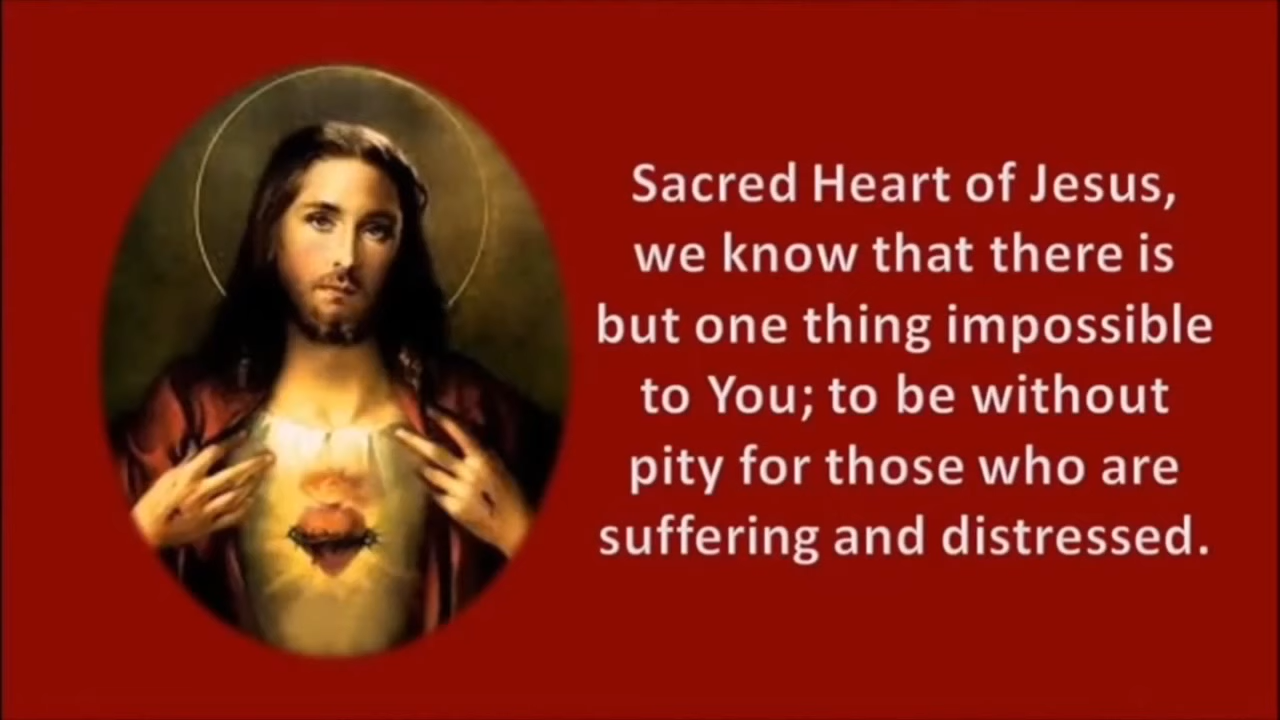 Sacred Heart of Jesus,
we know that there is
but one thing impossible
to You; to be without
pity for those who are
suffering and distressed.